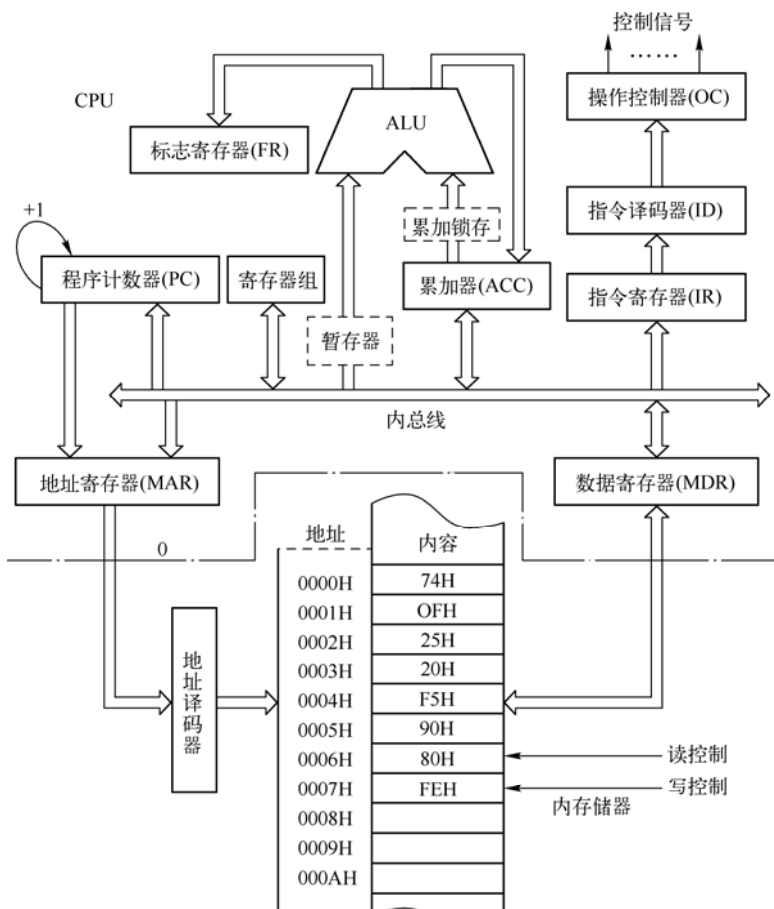 控制信号
……
CPU
操作控制器(OC)
ALU
标志寄存器(FR)
指令译码器(ID)
累加锁存
+1
程序计数器(PC)
寄存器组
累加器(ACC)
指令寄存器(IR)
暂存器
内总线
地址寄存器(MAR)
数据寄存器(MDR)
0
地址
内容
0000H 74H
0001H OFH
0002H 25H
0003H 20H
0004H F5H
0005H 90H
0006H 80H
0007H FEH
0008H
0009H
000AH
地址译码器
读控制
写控制
内存储器